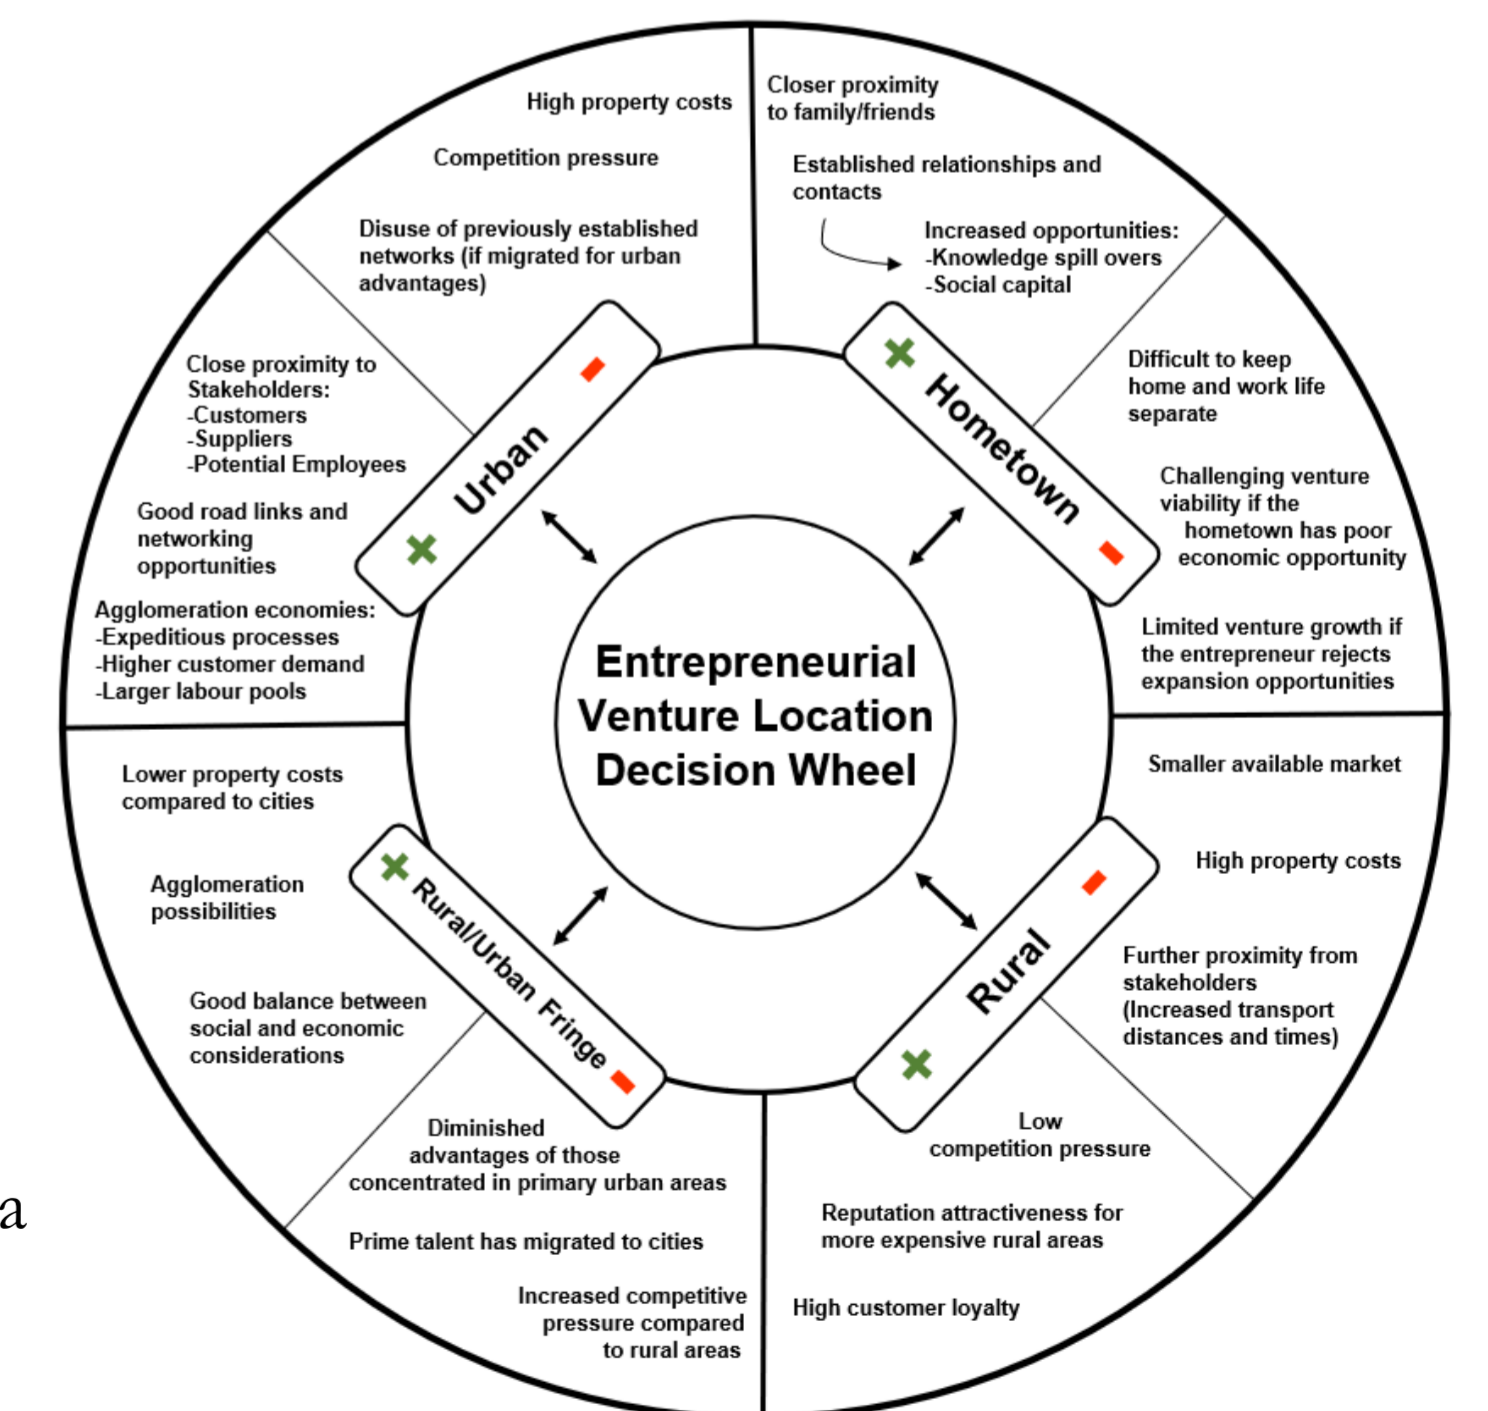 High property costs
Competition pressure
Disuse of previously established
networks (if migrated for urban
advantages)
Closer proximity
to family/friends
Established relationships and
contacts
Increased opportunities:
-Knowledge spill overs
-Social capital
Close proximity to
Stakeholders:
-Customers
-Suppliers
-Potential Employees
Good road links and
networking
opportunities
Agglomeration economies:
-Expeditious processes
-Higher customer demand
-Larger labour pools
Urban
Hometown
Difficult to keep
home and work life
separate
Challenging venture
viability if the
hometown has poor
economic opportunity
Limited venture growth if
the entrepreneur rejects
expansion opportunities
Entrepreneurial
Venture Location
Decision Wheel
Lower property costs
compared to cities
Agglomeration
possibilities
Good balance between
social and economic
considerations
Rural/Urban Fringe
Diminished
advantages of those
concentrated in primary urban areas
Prime talent has migrated to cities
Increased competitive
pressure compared
to rural areas
Rural
Smaller available market
High property costs
Further proximity from
stakeholders
(Increased transport
distances and times)
Low
competition pressure
Reputation attractiveness for
more expensive rural areas
High customer loyalty
a